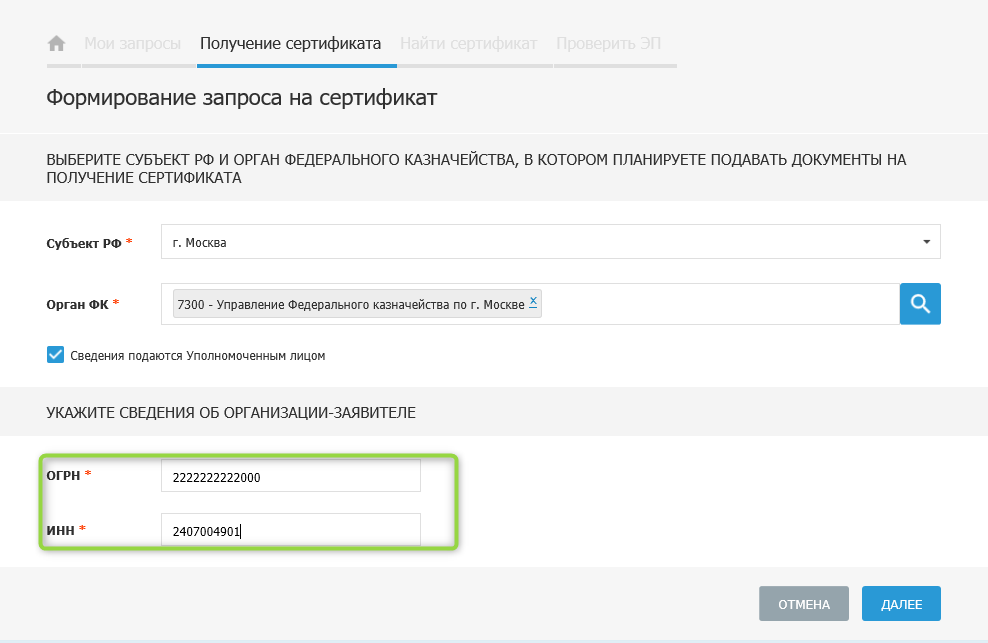 Мои запросы Получение сертификата Найти сертификат Проверить ЭП
Формирование запроса на сертификат
ВЫБЕРИТЕ СУБЪЕКТ РФ И ОРГАН ФЕДЕРАЛЬНОГО КАЗНАЧЕЙСТВА, В КОТОРОМ ПЛАНИРУЕТЕ ПОДАВАТЬ ДОКУМЕНТЫ НА
ПОЛУЧЕНИЕ СЕРТИФИКАТА
Субъект РФ * г. Москва
Орган ФК * 7300 - Управление Федерального казначейства по г. Москве x
Сведения подаются Уполномоченным лицом
УКАЖИТЕ СВЕДЕНИЯ ОБ ОРГАНИЗАЦИИ-ЗАЯВИТЕЛЕ
ОГРН * 2222222222000
ИНН * 2407004901
ОТМЕНА ДАЛЕЕ